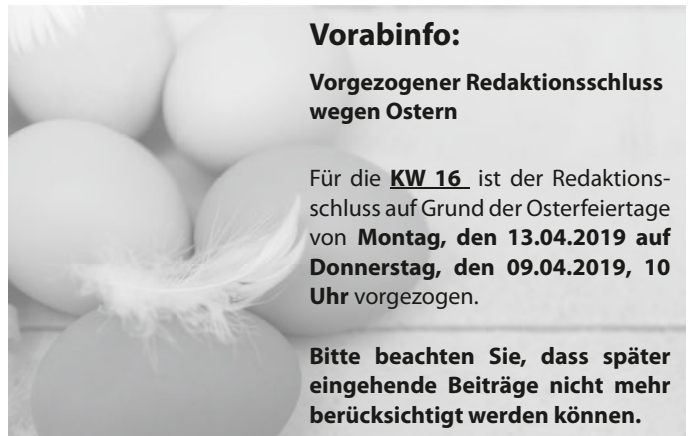 Vorabinfo:
Vorgezogener Redaktionsschluss
wegen Ostern
Für die KW 16 ist der Redaktions-
schluss auf Grund der Osterfeiertage
von Montag, den 13.04.2019 auf
Donnerstag, den 09.04.2019, 10
Uhr vorgezogen.
Bitte beachten Sie, dass später
eingehende Beiträge nicht mehr
berücksichtigt werden können.